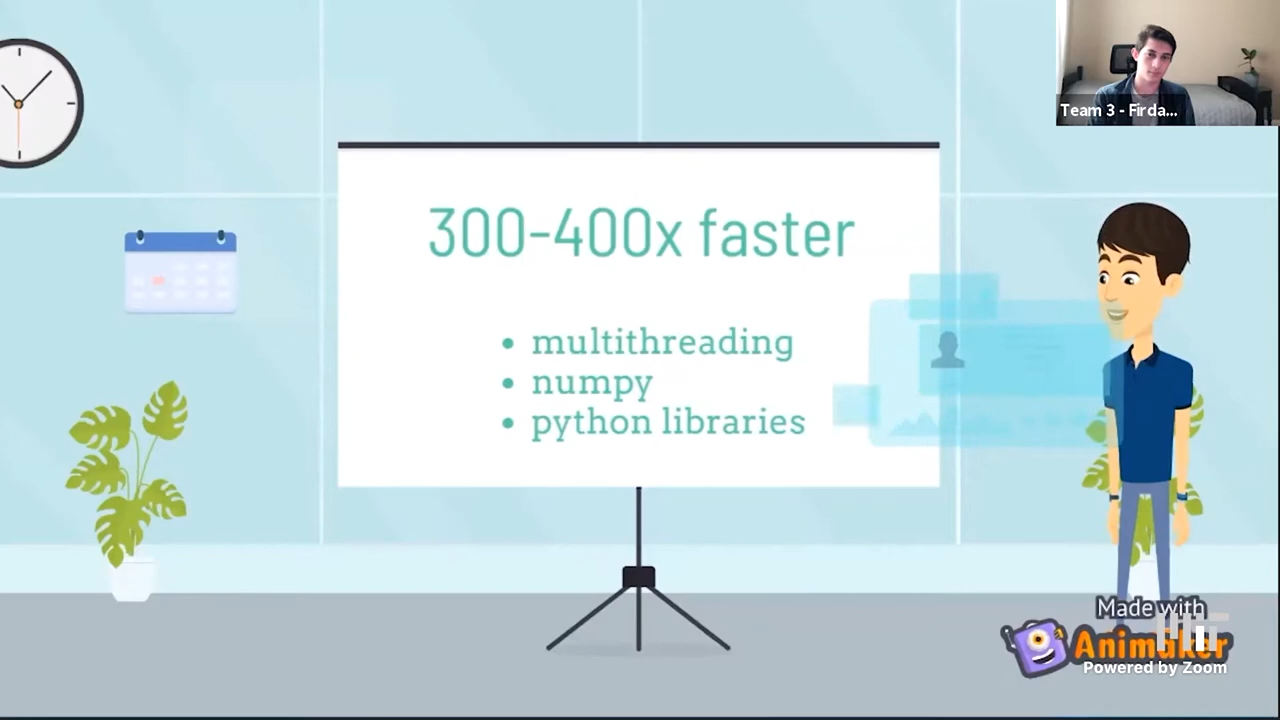 Team 3 - Firda...
300-400x faster
• multithreading
• numpy
• python libraries
Made with
Animaker
Powered by Zoom